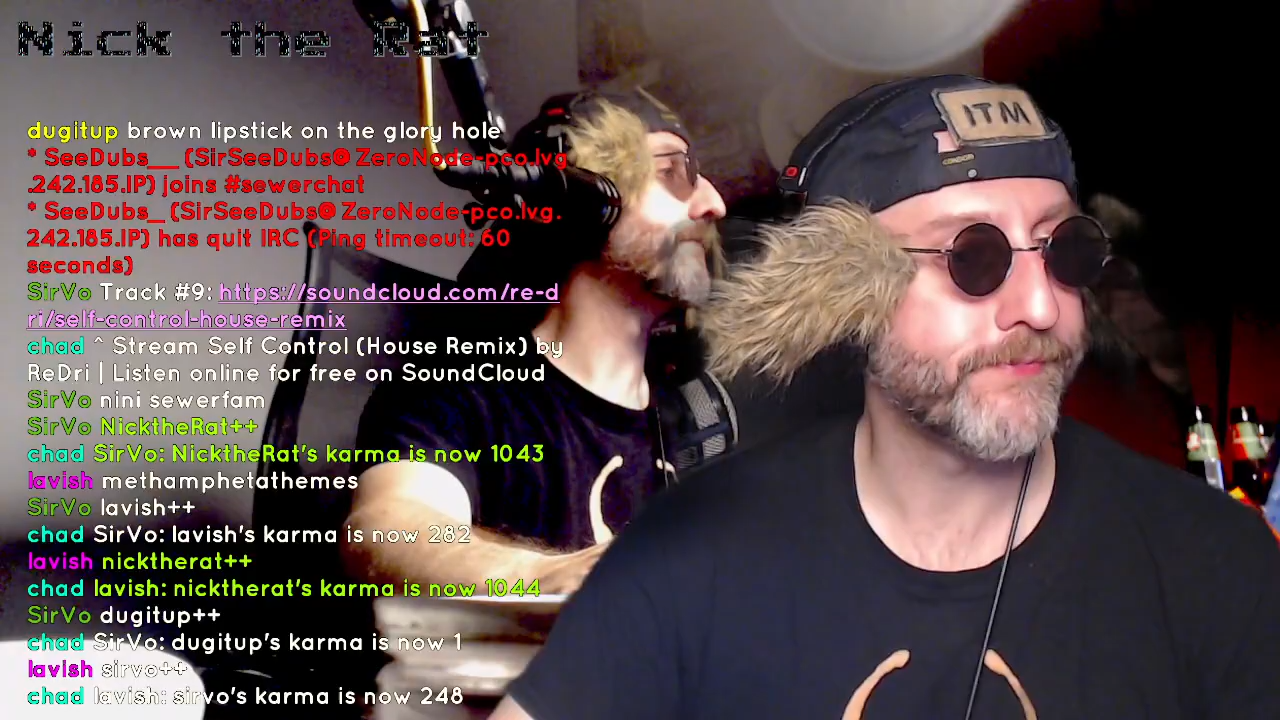 Nick the Rat
dugitup brown lipstick on the glory hole
* SeeDubs__ (SirSeeDubs@ZeroNode-pco.lvg
.242.185.IP) joins #sewerchat
* SeeDubs_ (SirSeeDubs@ZeroNode-pco.lvg.
242.185.IP) has quit IRC (Ping timeout: 60
seconds)
SirVo Track #9: https://soundcloud.com/re-d
ri/self-control-house-remix
chad ^ Stream Self Control (House Remix) by
ReDri | Listen online for free on SoundCloud
SirVo nini sewerfam
SirVo NicktheRat++
chad SirVo: NicktheRat's karma is now 1043
lavish methamphetathemes
SirVo lavish++
chad SirVo: lavish's karma is now 282
lavish nicktherat++
chad lavish: nicktherat's karma is now 1044
SirVo dugitup++
chad SirVo: dugitup's karma is now 1
lavish sirvo++
chad lavish: sirvo's karma is now 248
ITM
LONDON